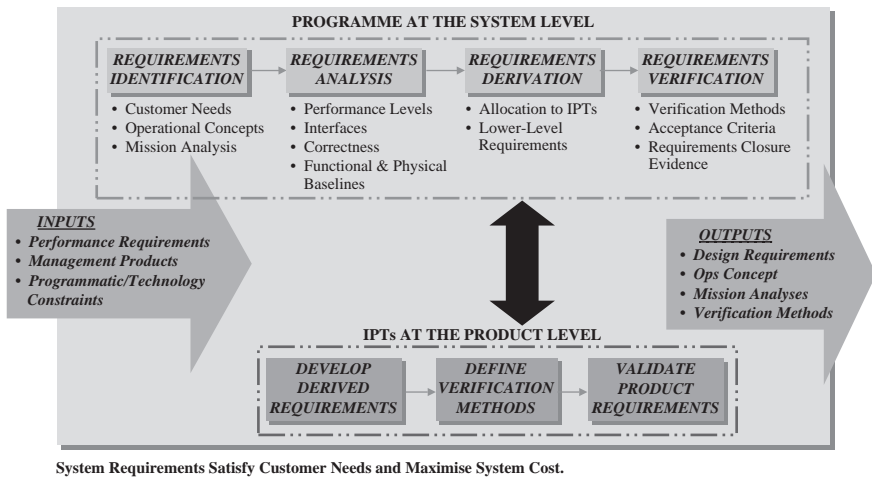 PROGRAMME AT THE SYSTEM LEVEL
REQUIREMENTS
IDENTIFICATION
• Customer Needs
• Operational Concepts
• Mission Analysis
REQUIREMENTS
ANALYSIS
• Performance Levels
• Interfaces
• Correctness
• Functional & Physical
Baselines
REQUIREMENTS
DERIVATION
• Allocation to IPTs
• Lower-Level
Requirements
REQUIREMENTS
VERIFICATION
• Verification Methods
• Acceptance Criteria
• Requirements Closure
Evidence
INPUTS
• Performance Requirements
• Management Products
• Programmatic/Technology
Constraints
OUTPUTS
• Design Requirements
• Ops Concept
• Mission Analyses
• Verification Methods
IPTs AT THE PRODUCT LEVEL
DEVELOP
DERIVED
REQUIREMENTS
DEFINE
VERIFICATION
METHODS
VALIDATE
PRODUCT
REQUIREMENTS
System Requirements Satisfy Customer Needs and Maximise System Cost.